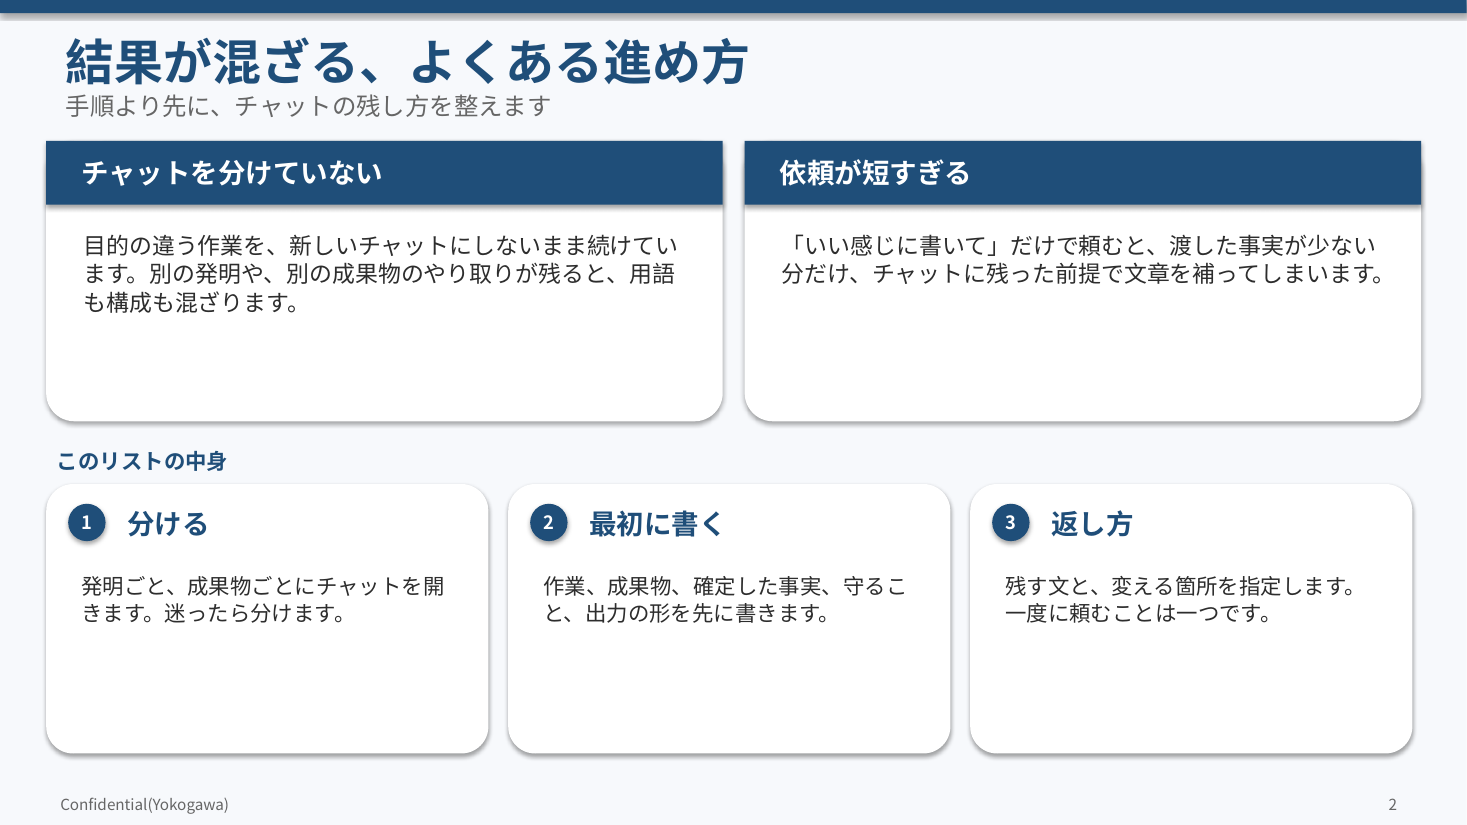 結果が混ざる、よくある進め方
手順より先に、チャットの残し方を整えます
チャットを分けていない
目的の違う作業を、新しいチャットにしないまま続けてい
ます。別の発明や、別の成果物のやり取りが残ると、用語
も構成も混ざります。
依頼が短すぎる
「いい感じに書いて」だけで頼むと、渡した事実が少ない
分だけ、チャットに残った前提で文章を補ってしまいます。
このリストの中身
1 分ける
発明ごと、成果物ごとにチャットを開
きます。迷ったら分けます。
2 最初に書く
作業、成果物、確定した事実、守るこ
と、出力の形を先に書きます。
3 返し方
残す文と、変える箇所を指定します。
一度に頼むことは一つです。
Confidential(Yokogawa)
2